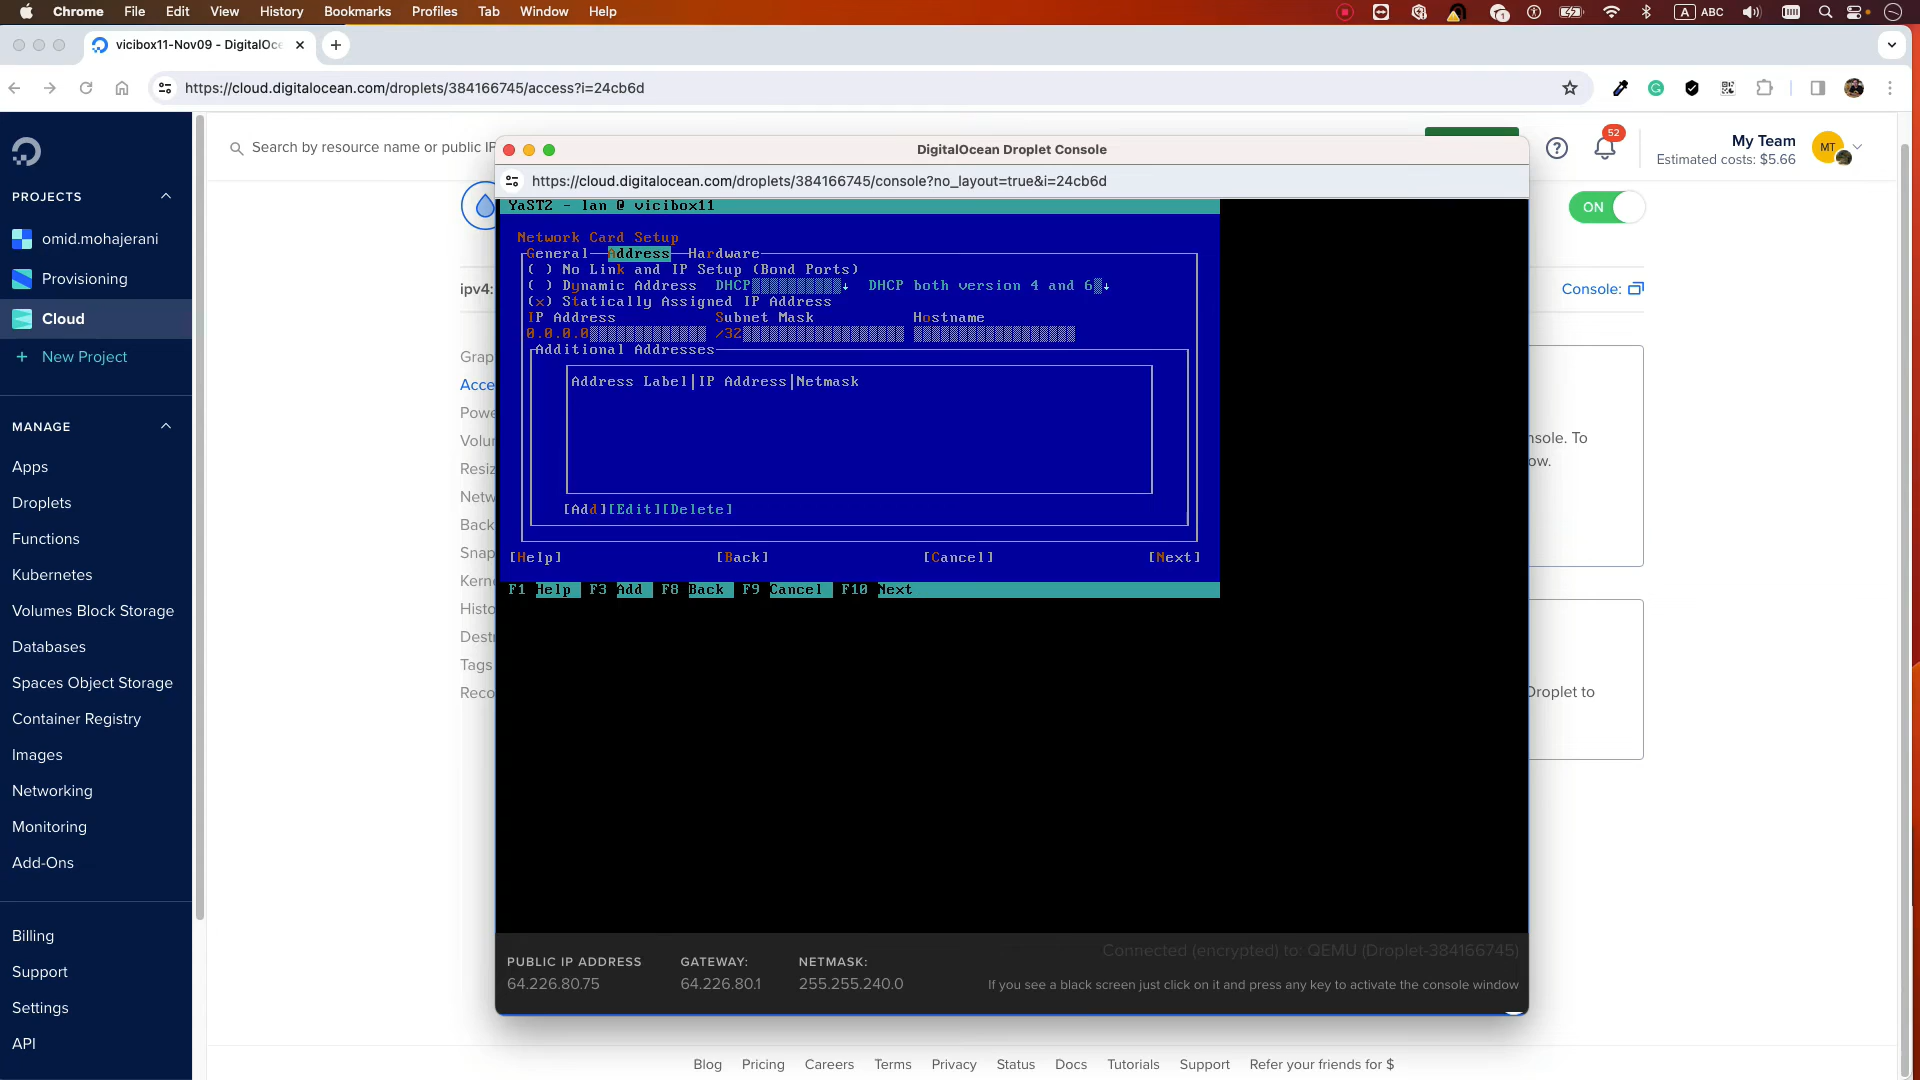 Chrome File Edit View History Bookmarks Profiles Tab Window Help
A ABC
vicibox11-Nov09 - DigitalOce
https://cloud.digitalocean.com/droplets/384166745/access?i=24cb6d
PROJECTS
omid.mohajerani
Provisioning
Cloud
+ New Project
MANAGE
Apps
Droplets
Functions
Kubernetes
Volumes Block Storage
Databases
Spaces Object Storage
Container Registry
Images
Networking
Monitoring
Add-Ons
Billing
Support
Settings
API
Search by resource name or public IP
52
My Team
Estimated costs: $5.66
MT
ON
ipv4:
Console:
Grap
Acce
Powe
Volur
Resiz
Netw
Back
Snap
Kerne
Histo
Destr
Tags
Reco
nsole. To
ow.
Droplet to
DigitalOcean Droplet Console
https://cloud.digitalocean.com/droplets/384166745/console?no_layout=true&i=24cb6d
YaST2 - lan @ vicibox11
Network Card Setup
General Address Hardware
( ) No Link and IP Setup (Bond Ports)
( ) Dynamic Address DHCP DHCP both version 4 and 6
(x) Statically Assigned IP Address
IP Address Subnet Mask Hostname
0.0.0.0 /32
Additional Addresses
Address Label|IP Address|Netmask
[Add][Edit][Delete]
[Help] [Back] [Cancel] [Next]
F1 Help F3 Add F8 Back F9 Cancel F10 Next
Connected (encrypted) to: QEMU (Droplet-384166745)
PUBLIC IP ADDRESS GATEWAY: NETMASK:
64.226.80.75 64.226.80.1 255.255.240.0
If you see a black screen just click on it and press any key to activate the console window
Blog Pricing Careers Terms Privacy Status Docs Tutorials Support Refer your friends for $